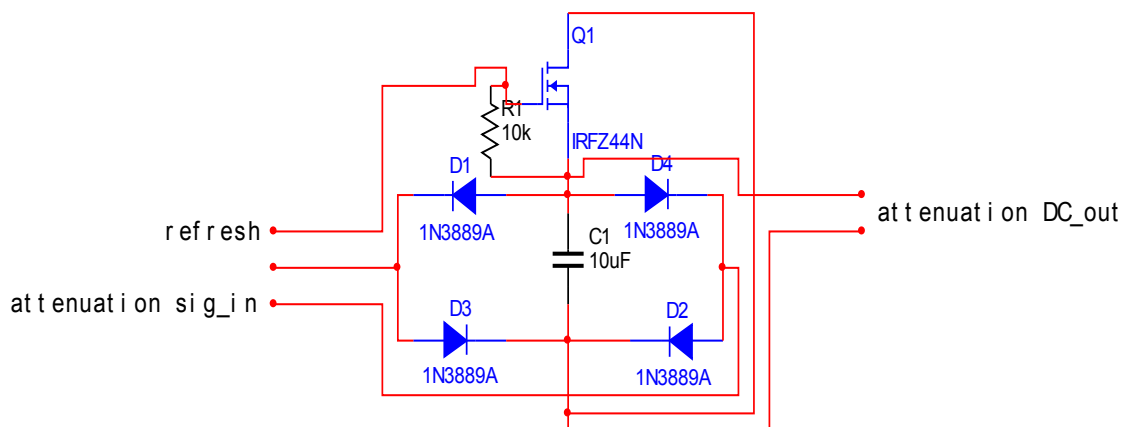 Q1
R1
10k
IRFZ44N
D1
D4
1N3889A
1N3889A
refresh
attenuation DC_out
C1
10uF
attenuation sig_in
D3
D2
1N3889A
1N3889A